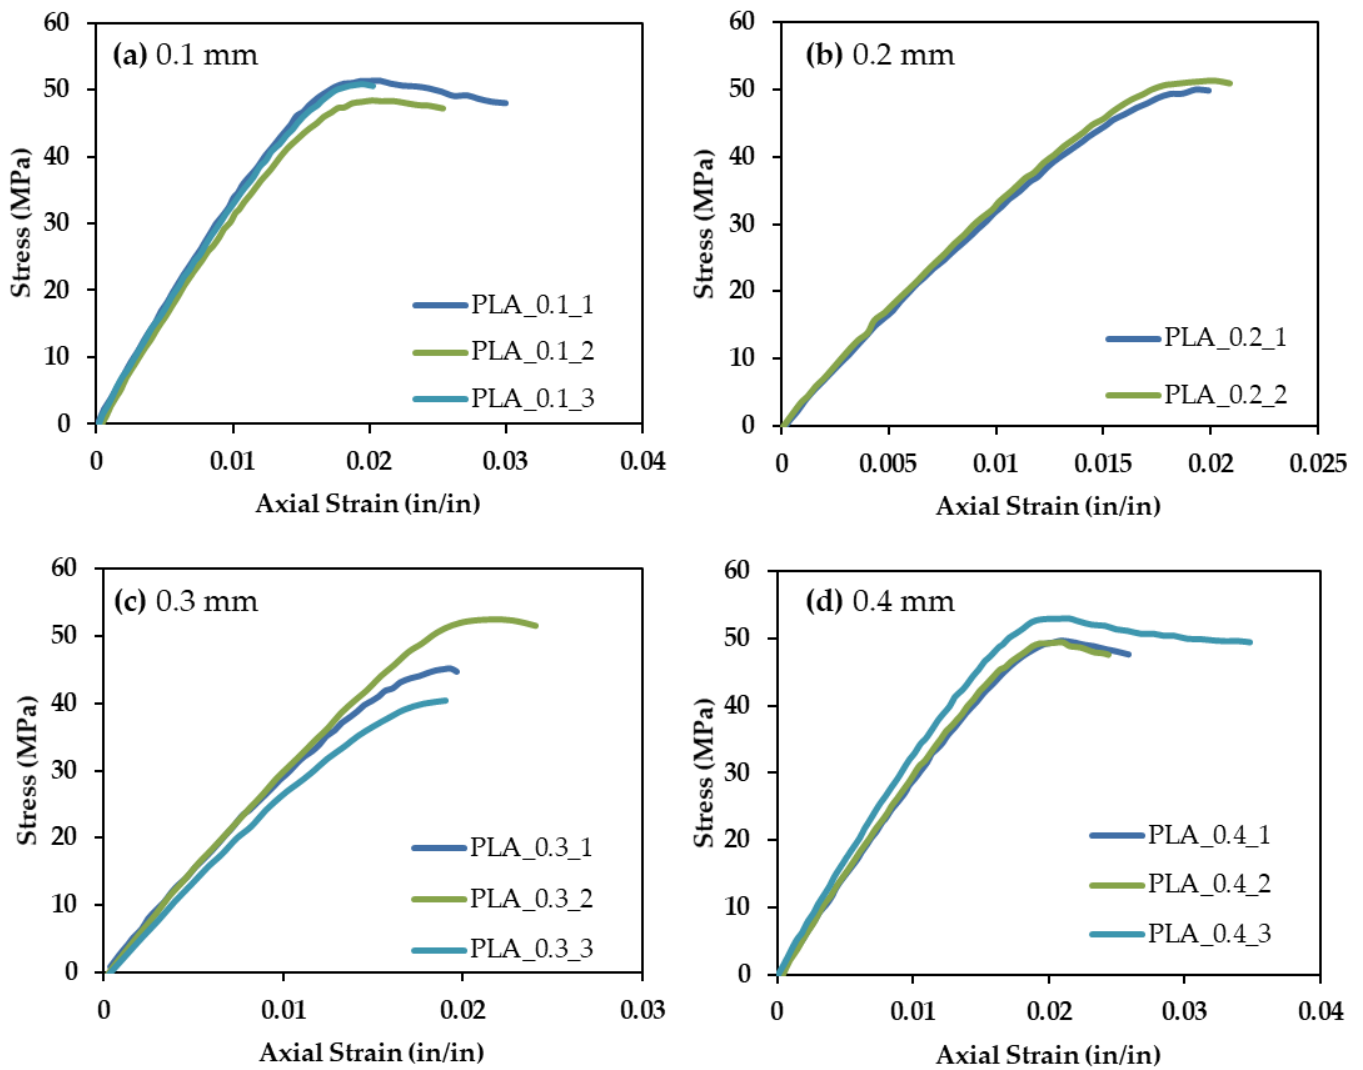 (a) 0.1 mm
60
50
40
30
20
10
0
Stress (MPa)
0 0.01 0.02 0.03 0.04
Axial Strain (in/in)
PLA_0.1_1
PLA_0.1_2
PLA_0.1_3
(b) 0.2 mm
60
50
40
30
20
10
0
Stress (MPa)
0 0.005 0.01 0.015 0.02 0.025
Axial Strain (in/in)
PLA_0.2_1
PLA_0.2_2
(c) 0.3 mm
60
50
40
30
20
10
0
Stress (MPa)
0 0.01 0.02 0.03
Axial Strain (in/in)
PLA_0.3_1
PLA_0.3_2
PLA_0.3_3
(d) 0.4 mm
60
50
40
30
20
10
0
Stress (MPa)
0 0.01 0.02 0.03 0.04
Axial Strain (in/in)
PLA_0.4_1
PLA_0.4_2
PLA_0.4_3